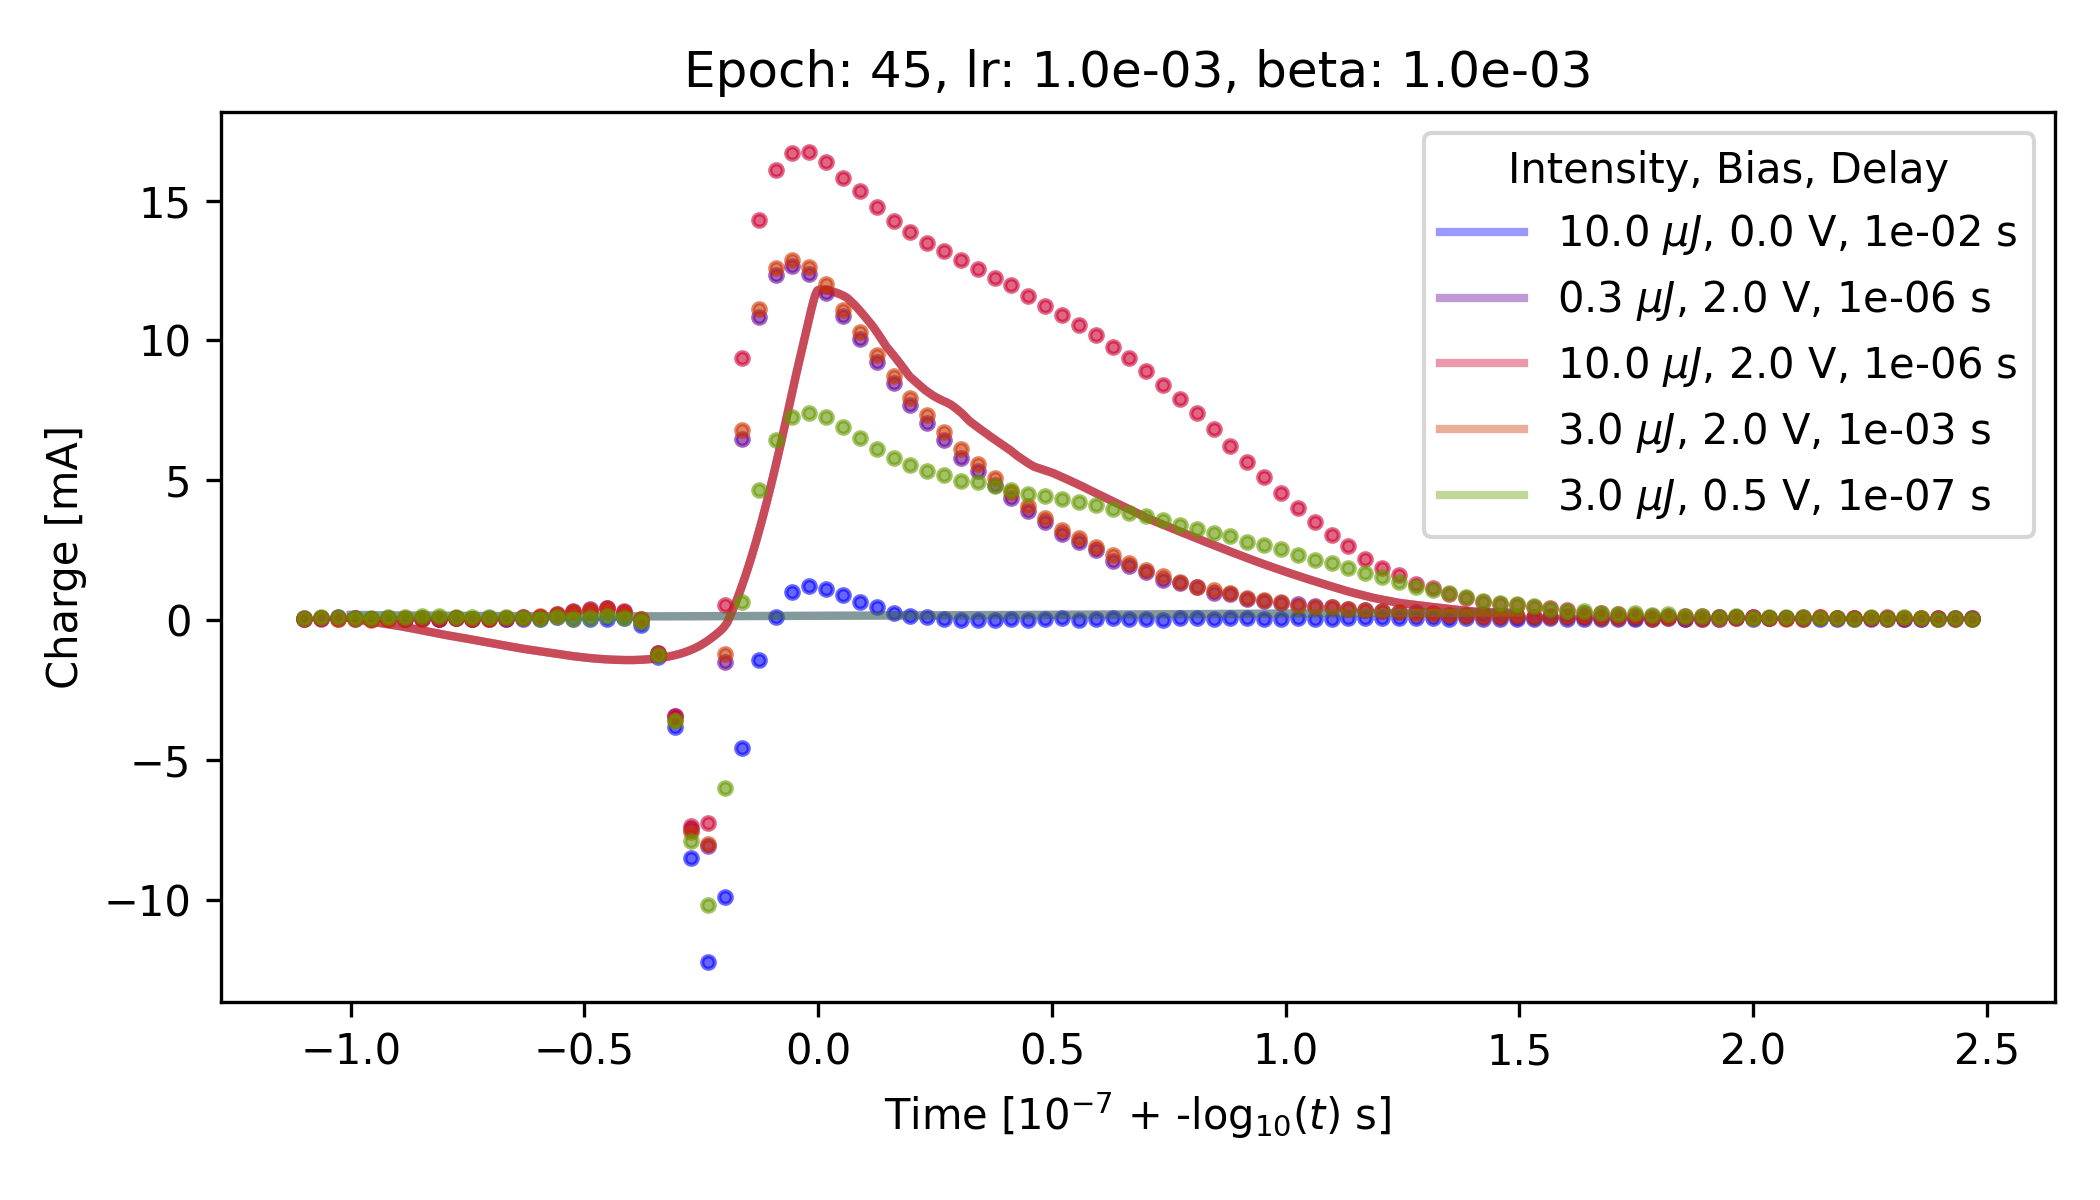 Epoch: 45, lr: 1.0e-03, beta: 1.0e-03
Charge [mA]
15
10
5
0
−5
−10
Intensity, Bias, Delay
10.0 μJ, 0.0 V, 1e-02 s
0.3 μJ, 2.0 V, 1e-06 s
10.0 μJ, 2.0 V, 1e-06 s
3.0 μJ, 2.0 V, 1e-03 s
3.0 μJ, 0.5 V, 1e-07 s
−1.0 −0.5 0.0 0.5 1.0 1.5 2.0 2.5
Time [10⁻⁷ + -log₁₀(t) s]